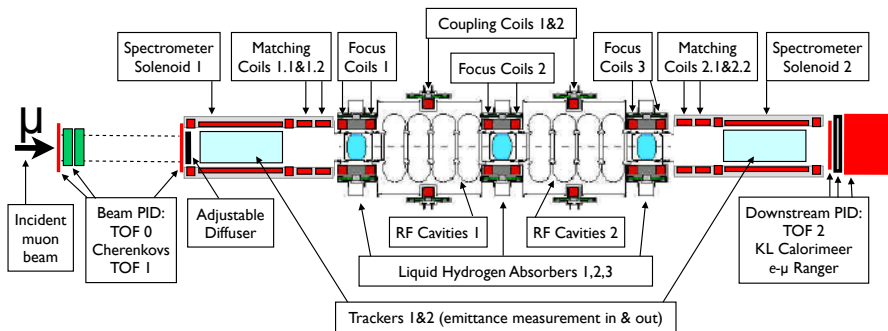 Coupling Coils 1&2
Spectrometer
Solenoid 1
Matching
Coils 1.1&1.2
Focus
Coils 1
Focus Coils 2
Focus
Coils 3
Matching
Coils 2.1&2.2
Spectrometer
Solenoid 2
μ
Incident
muon
beam
Beam PID:
TOF 0
Cherenkovs
TOF 1
Adjustable
Diffuser
RF Cavities 1
RF Cavities 2
Downstream PID:
TOF 2
KL Calorimeer
e-μ Ranger
Liquid Hydrogen Absorbers 1,2,3
Trackers 1&2 (emittance measurement in & out)